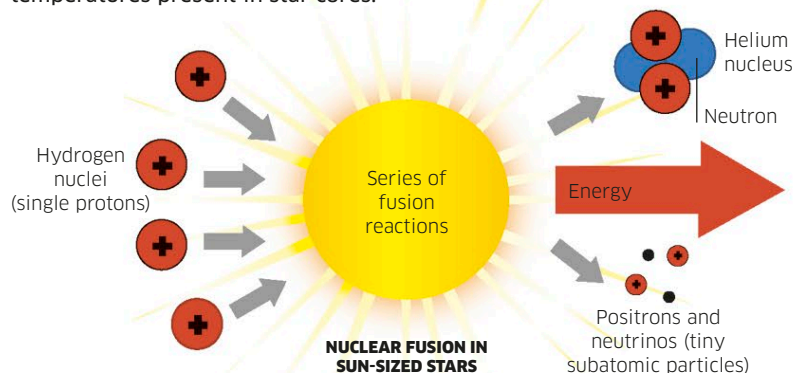 temperatures present in star cores.
Helium
nucleus
Neutron
Hydrogen
nuclei
(single protons)
Series of
fusion
reactions
Energy
Positrons and
neutrinos (tiny
subatomic particles)
NUCLEAR FUSION IN
SUN-SIZED STARS